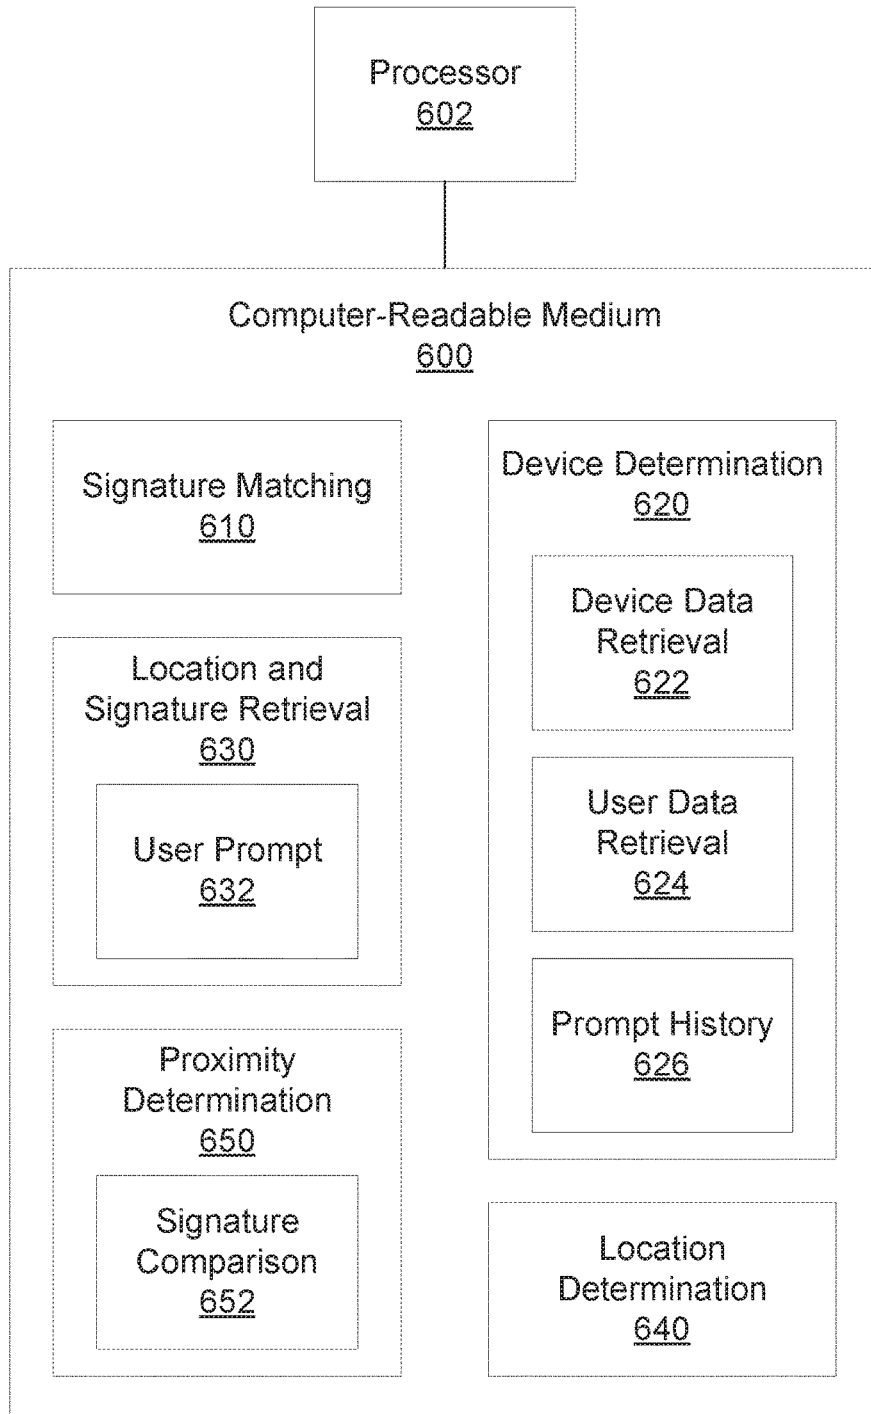 Processor
602
Computer-Readable Medium
600
Signature Matching
610
Location and
Signature Retrieval
630
User Prompt
632
Proximity
Determination
650
Signature
Comparison
652
Device Determination
620
Device Data
Retrieval
622
User Data
Retrieval
624
Prompt History
626
Location
Determination
640